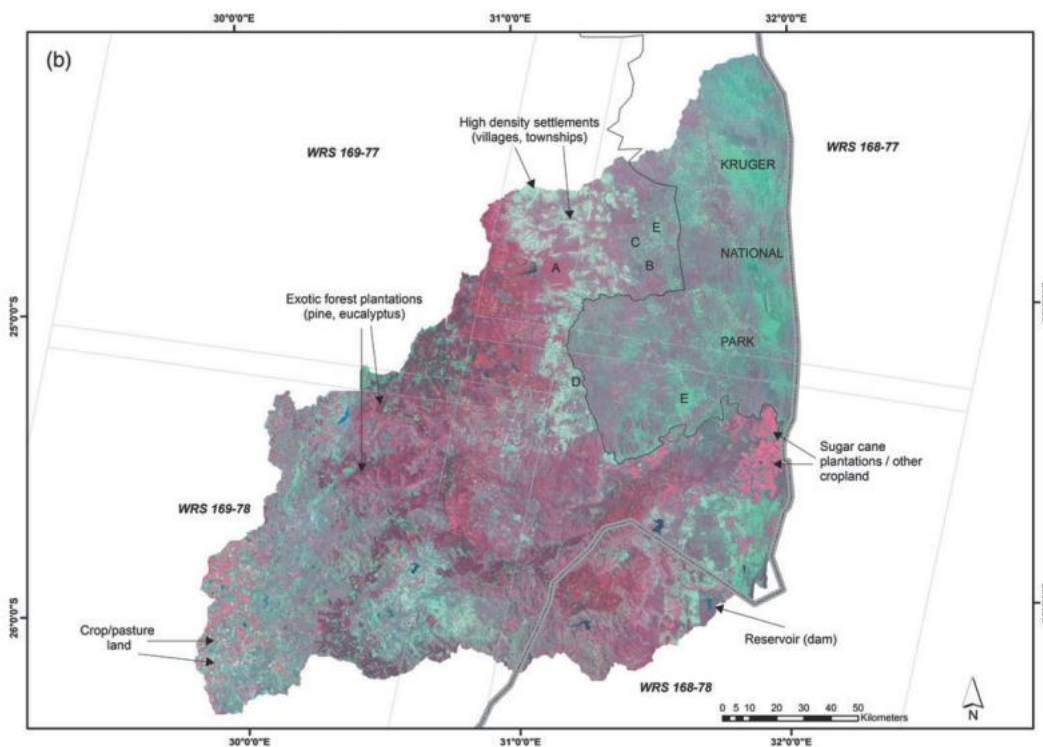 30°0'0"E 31°0'0"E 32°0'0"E
(b)
High density settlements
(villages, townships)
WRS 169-77
WRS 168-77
KRUGER
E
C
NATIONAL
A
B
Exotic forest plantations
(pine, eucalyptus)
25°0'0"S
PARK
D
E
Sugar cane
plantations / other
cropland
WRS 169-78
26°0'0"S
Crop/pasture
land
Reservoir (dam)
WRS 168-78
0 5 10 20 30 40 50
Kilometers
N
30°0'0"E 31°0'0"E 32°0'0"E